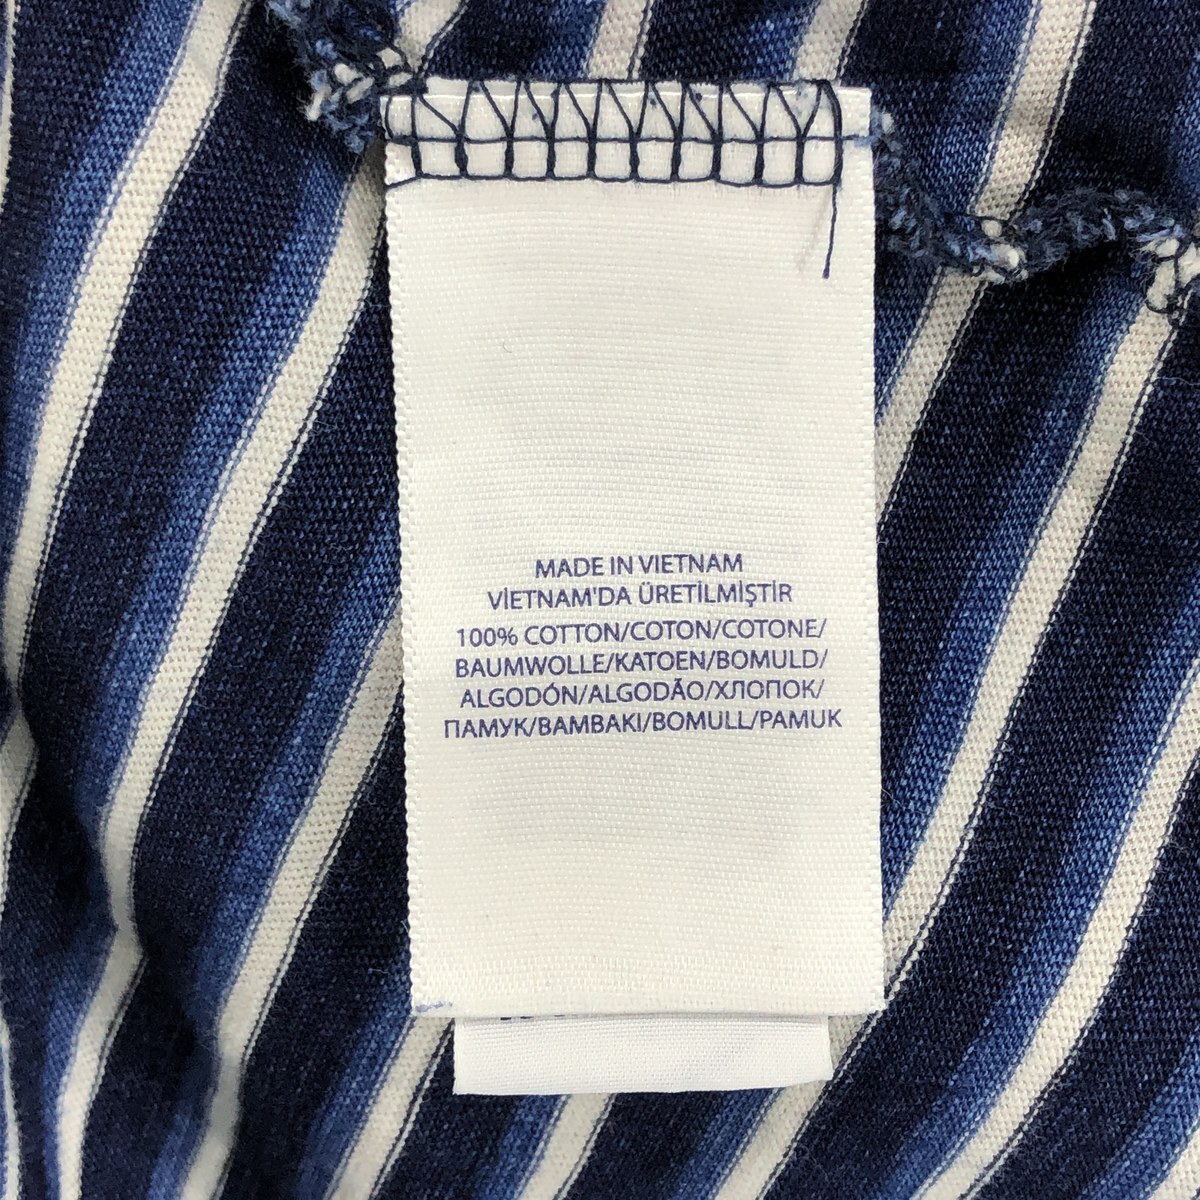 MADE IN VIETNAM
VİETNAM'DA ÜRETİLMİŞTİR
100% COTTON/COTON/COTONE/
BAUMWOLLE/KATOEN/BOMULD/
ALGODÓN/ALGODÃO/ХЛОПОК/
ПАМУК/BAMBAKI/BOMULL/PAMUK